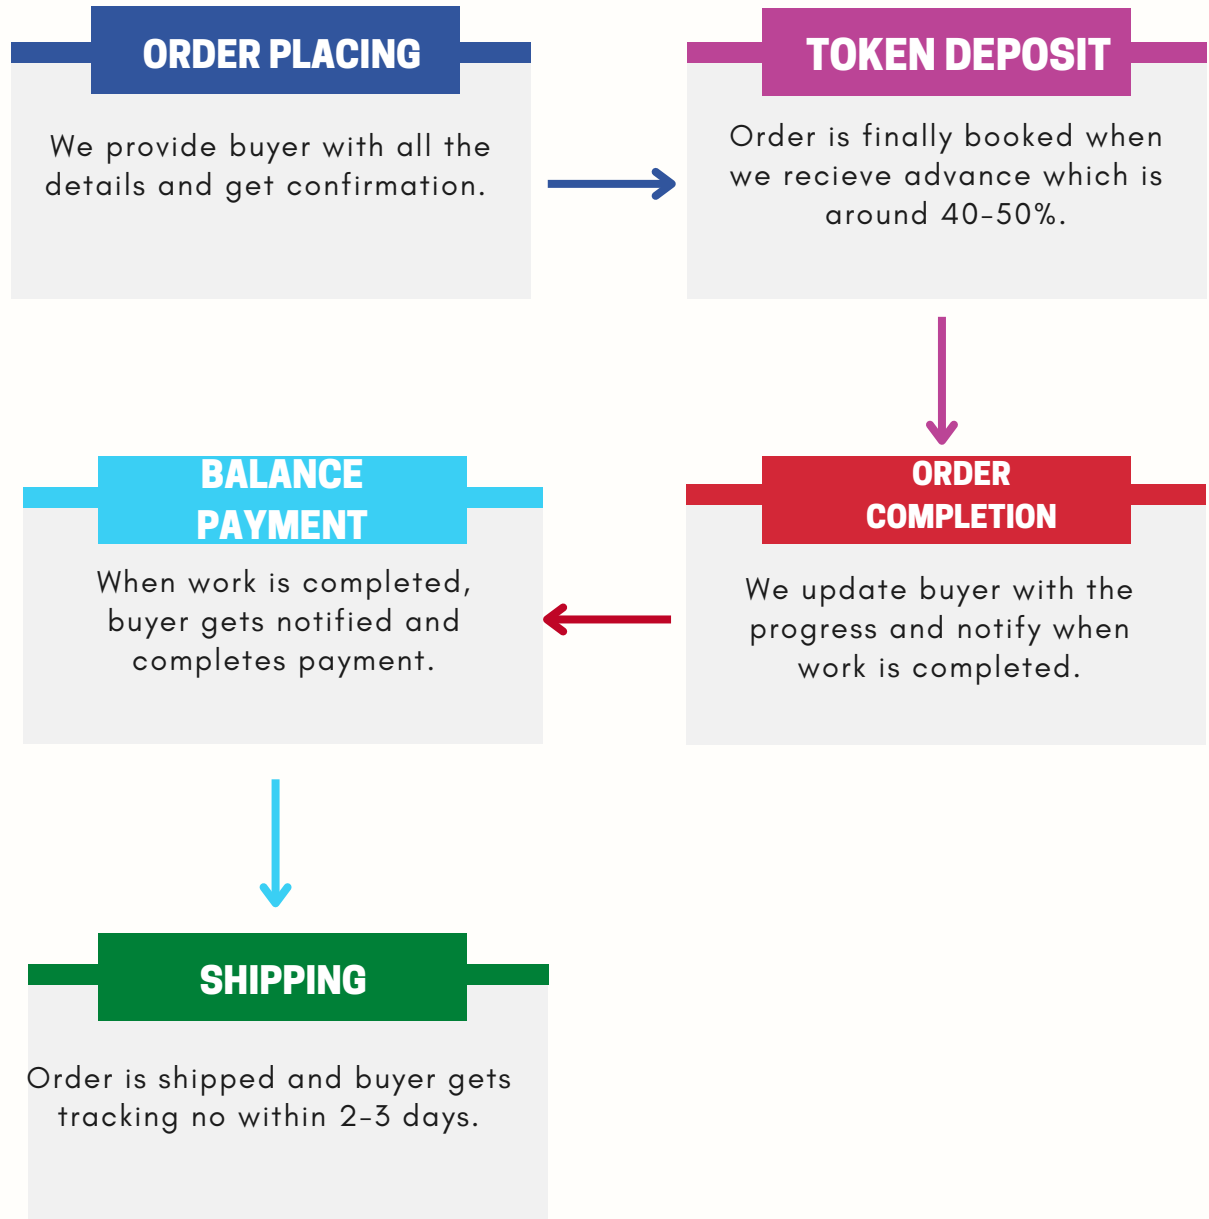 ORDER PLACING
We provide buyer with all the
details and get confirmation.
TOKEN DEPOSIT
Order is finally booked when
we recieve advance which is
around 40-50%.
ORDER
COMPLETION
We update buyer with the
progress and notify when
work is completed.
BALANCE
PAYMENT
When work is completed,
buyer gets notified and
completes payment.
SHIPPING
Order is shipped and buyer gets
tracking no within 2-3 days.